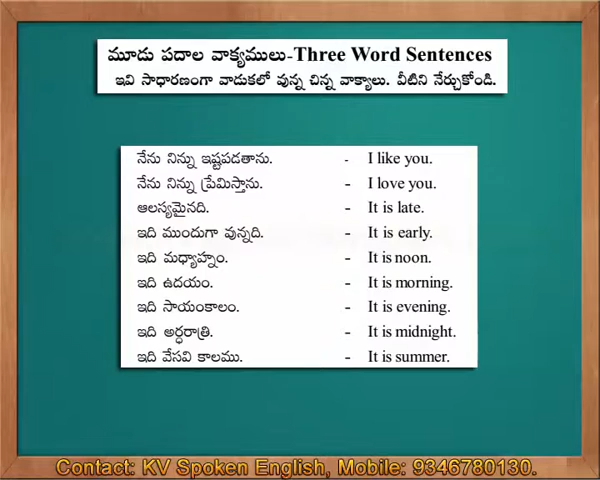 మూడు పదాల వాక్యములు-Three Word Sentences
ఇవి సాధారణంగా వాడుకలో వున్న చిన్న వాక్యాలు. వీటిని నేర్చుకోండి.
నేను నిన్ను ఇష్టపడతాను. - I like you.
నేను నిన్ను ప్రేమిస్తాను. - I love you.
ఆలస్యమైనది. - It is late.
ఇది ముందుగా వున్నది. - It is early.
ఇది మధ్యాహ్నం. - It is noon.
ఇది ఉదయం. - It is morning.
ఇది సాయంకాలం. - It is evening.
ఇది అర్ధరాత్రి. - It is midnight.
ఇది వేసవి కాలము. - It is summer.
Contact: KV Spoken English, Mobile: 9346780130.